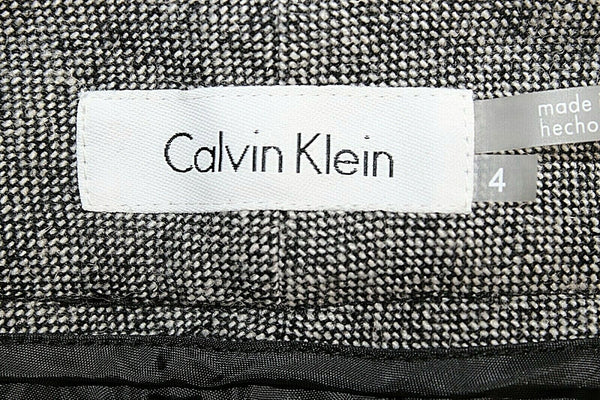 Calvin Klein
made i
hecho
4